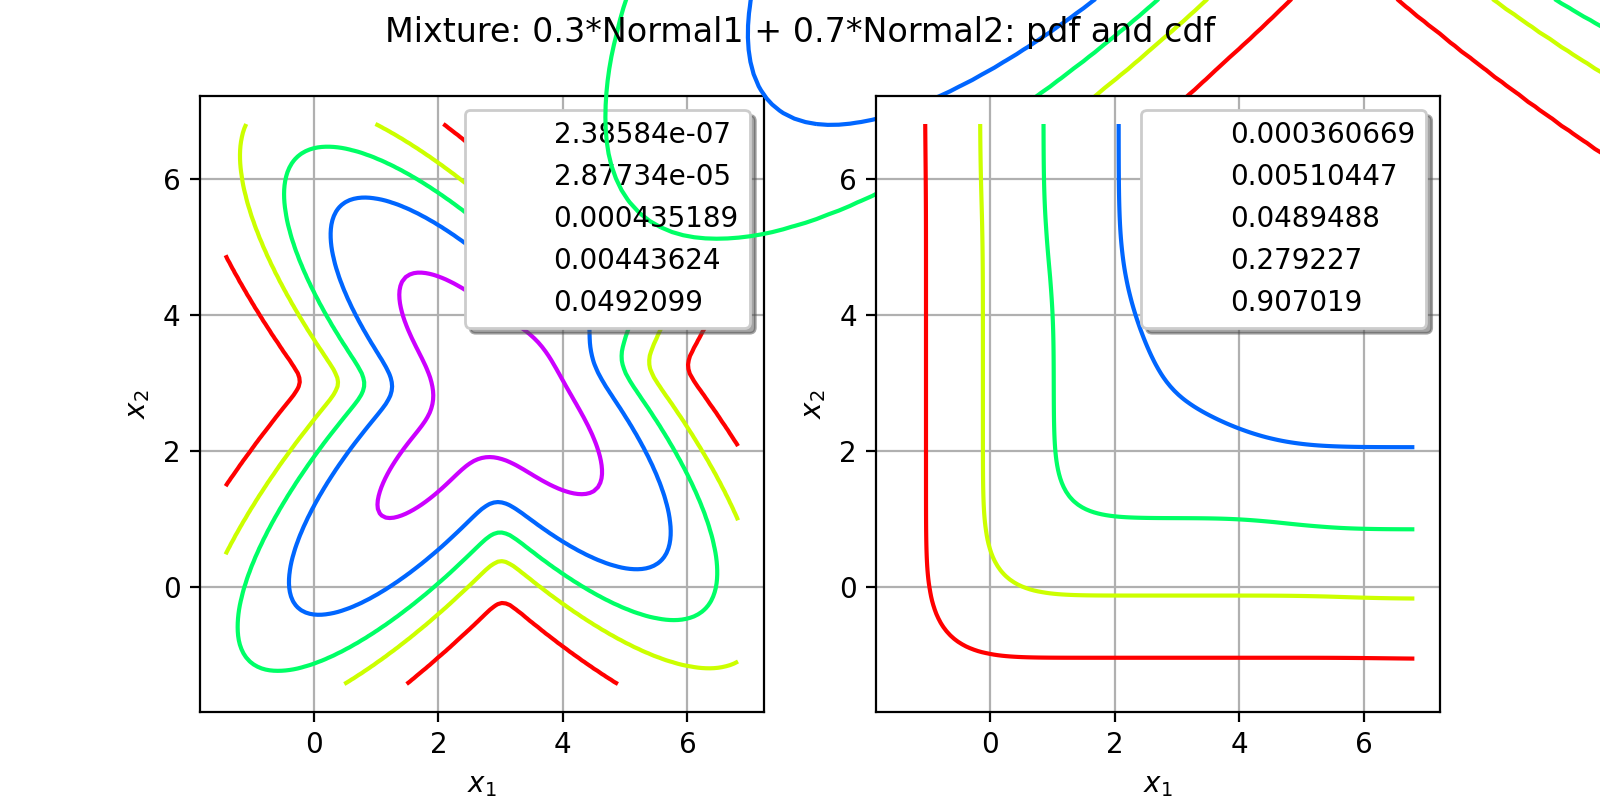 Mixture: 0.3*Normal1 + 0.7*Normal2: pdf and cdf
2.38584e-07
2.87734e-05
0.000435189
0.00443624
0.0492099
6
4
2
0
x2
0 2 4 6
x1
0.000360669
0.00510447
0.0489488
0.279227
0.907019
6
4
2
0
x2
0 2 4 6
x1